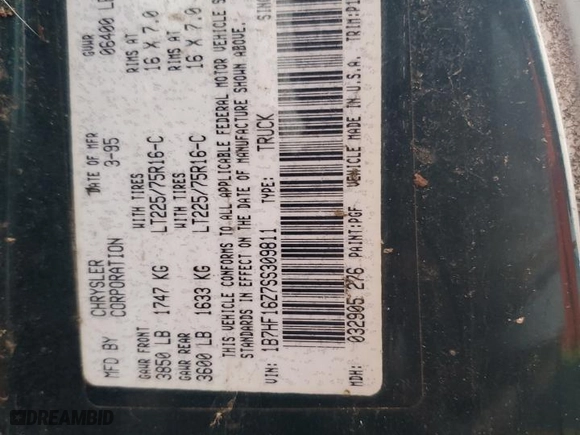 MFD BY CHRYSLER CORPORATION DATE OF MFR 3-95 GVWR 06400 LB
GAWR FRONT WITH TIRES RIMS AT
3850 LB 1747 KG LT225/75R16-C 16 X 7.0
GAWR REAR WITH TIRES RIMS AT
3600 LB 1633 KG LT225/75R16-C 16 X 7.0
THIS VEHICLE CONFORMS TO ALL APPLICABLE FEDERAL MOTOR VEHICLE
STANDARDS IN EFFECT ON THE DATE OF MANUFACTURE SHOWN ABOVE.
VIN: 1B7HF16Z7SS309811 TYPE: TRUCK
MDH: 032905 276 PAINT:PGF VEHICLE MADE IN U.S.A. TRIM:P1
DREAMBID